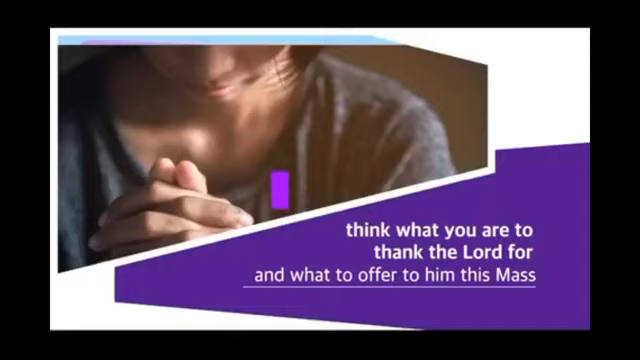 think what you are to
thank the Lord for
and what to offer to him this Mass